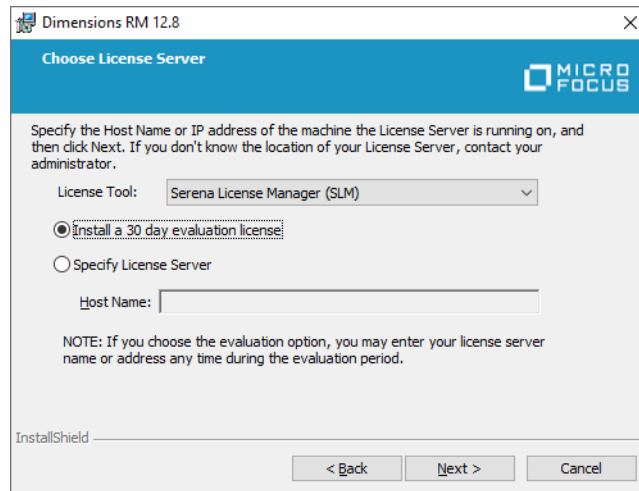 Dimensions RM 12.8
Choose License Server
MICRO
FOCUS
Specify the Host Name or IP address of the machine the License Server is running on, and
then click Next. If you don't know the location of your License Server, contact your
administrator.
License Tool: Serena License Manager (SLM)
Install a 30 day evaluation license
Specify License Server
Host Name:
NOTE: If you choose the evaluation option, you may enter your license server
name or address any time during the evaluation period.
InstallShield
< Back Next > Cancel